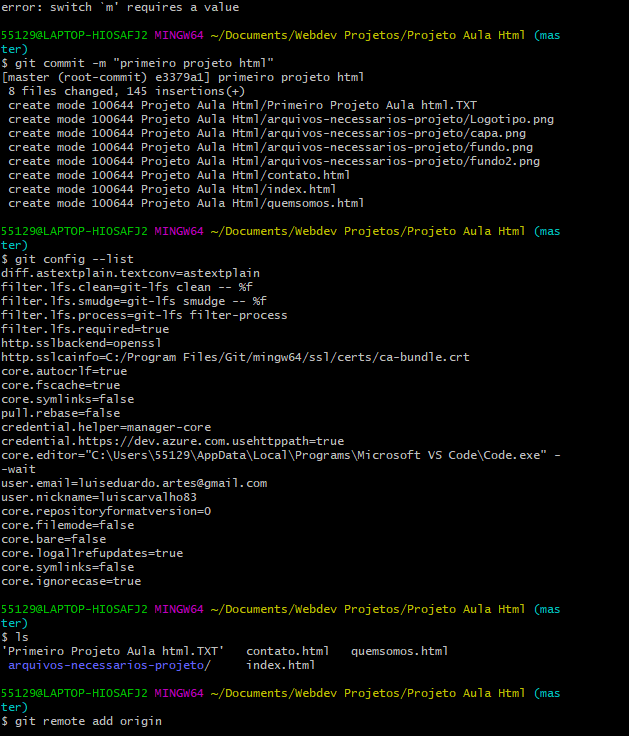 error: switch `m' requires a value
55129@LAPTOP-HIOSAFJ2 MINGW64 ~/Documents/Webdev Projetos/Projeto Aula Html (mas
ter)
$ git commit -m "primeiro projeto html"
[master (root-commit) e3379a1] primeiro projeto html
 8 files changed, 145 insertions(+)
 create mode 100644 Projeto Aula Html/Primeiro Projeto Aula html.TXT
 create mode 100644 Projeto Aula Html/arquivos-necessarios-projeto/Logotipo.png
 create mode 100644 Projeto Aula Html/arquivos-necessarios-projeto/capa.png
 create mode 100644 Projeto Aula Html/arquivos-necessarios-projeto/fundo.png
 create mode 100644 Projeto Aula Html/arquivos-necessarios-projeto/fundo2.png
 create mode 100644 Projeto Aula Html/contato.html
 create mode 100644 Projeto Aula Html/index.html
 create mode 100644 Projeto Aula Html/quemsomos.html
55129@LAPTOP-HIOSAFJ2 MINGW64 ~/Documents/Webdev Projetos/Projeto Aula Html (mas
ter)
$ git config --list
diff.astextplain.textconv=astextplain
filter.lfs.clean=git-lfs clean -- %f
filter.lfs.smudge=git-lfs smudge -- %f
filter.lfs.process=git-lfs filter-process
filter.lfs.required=true
http.sslbackend=openssl
http.sslcainfo=C:/Program Files/Git/mingw64/ssl/certs/ca-bundle.crt
core.autocrlf=true
core.fscache=true
core.symlinks=false
pull.rebase=false
credential.helper=manager-core
credential.https://dev.azure.com.usehttppath=true
core.editor="C:\Users\55129\AppData\Local\Programs\Microsoft VS Code\Code.exe" -
-wait
user.email=luiseduardo.artes@gmail.com
user.nickname=luiscarvalho83
core.repositoryformatversion=0
core.filemode=false
core.bare=false
core.logallrefupdates=true
core.symlinks=false
core.ignorecase=true
55129@LAPTOP-HIOSAFJ2 MINGW64 ~/Documents/Webdev Projetos/Projeto Aula Html (mas
ter)
$ ls
'Primeiro Projeto Aula html.TXT'   contato.html   quemsomos.html
 arquivos-necessarios-projeto/     index.html
55129@LAPTOP-HIOSAFJ2 MINGW64 ~/Documents/Webdev Projetos/Projeto Aula Html (mas
ter)
$ git remote add origin